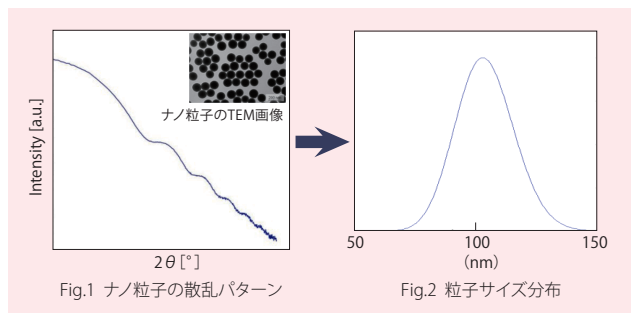 ナノ粒子のTEM画像
Intensity [a.u.]
2θ [°]
Fig.1 ナノ粒子の散乱パターン
50
100
150
(nm)
Fig.2 粒子サイズ分布